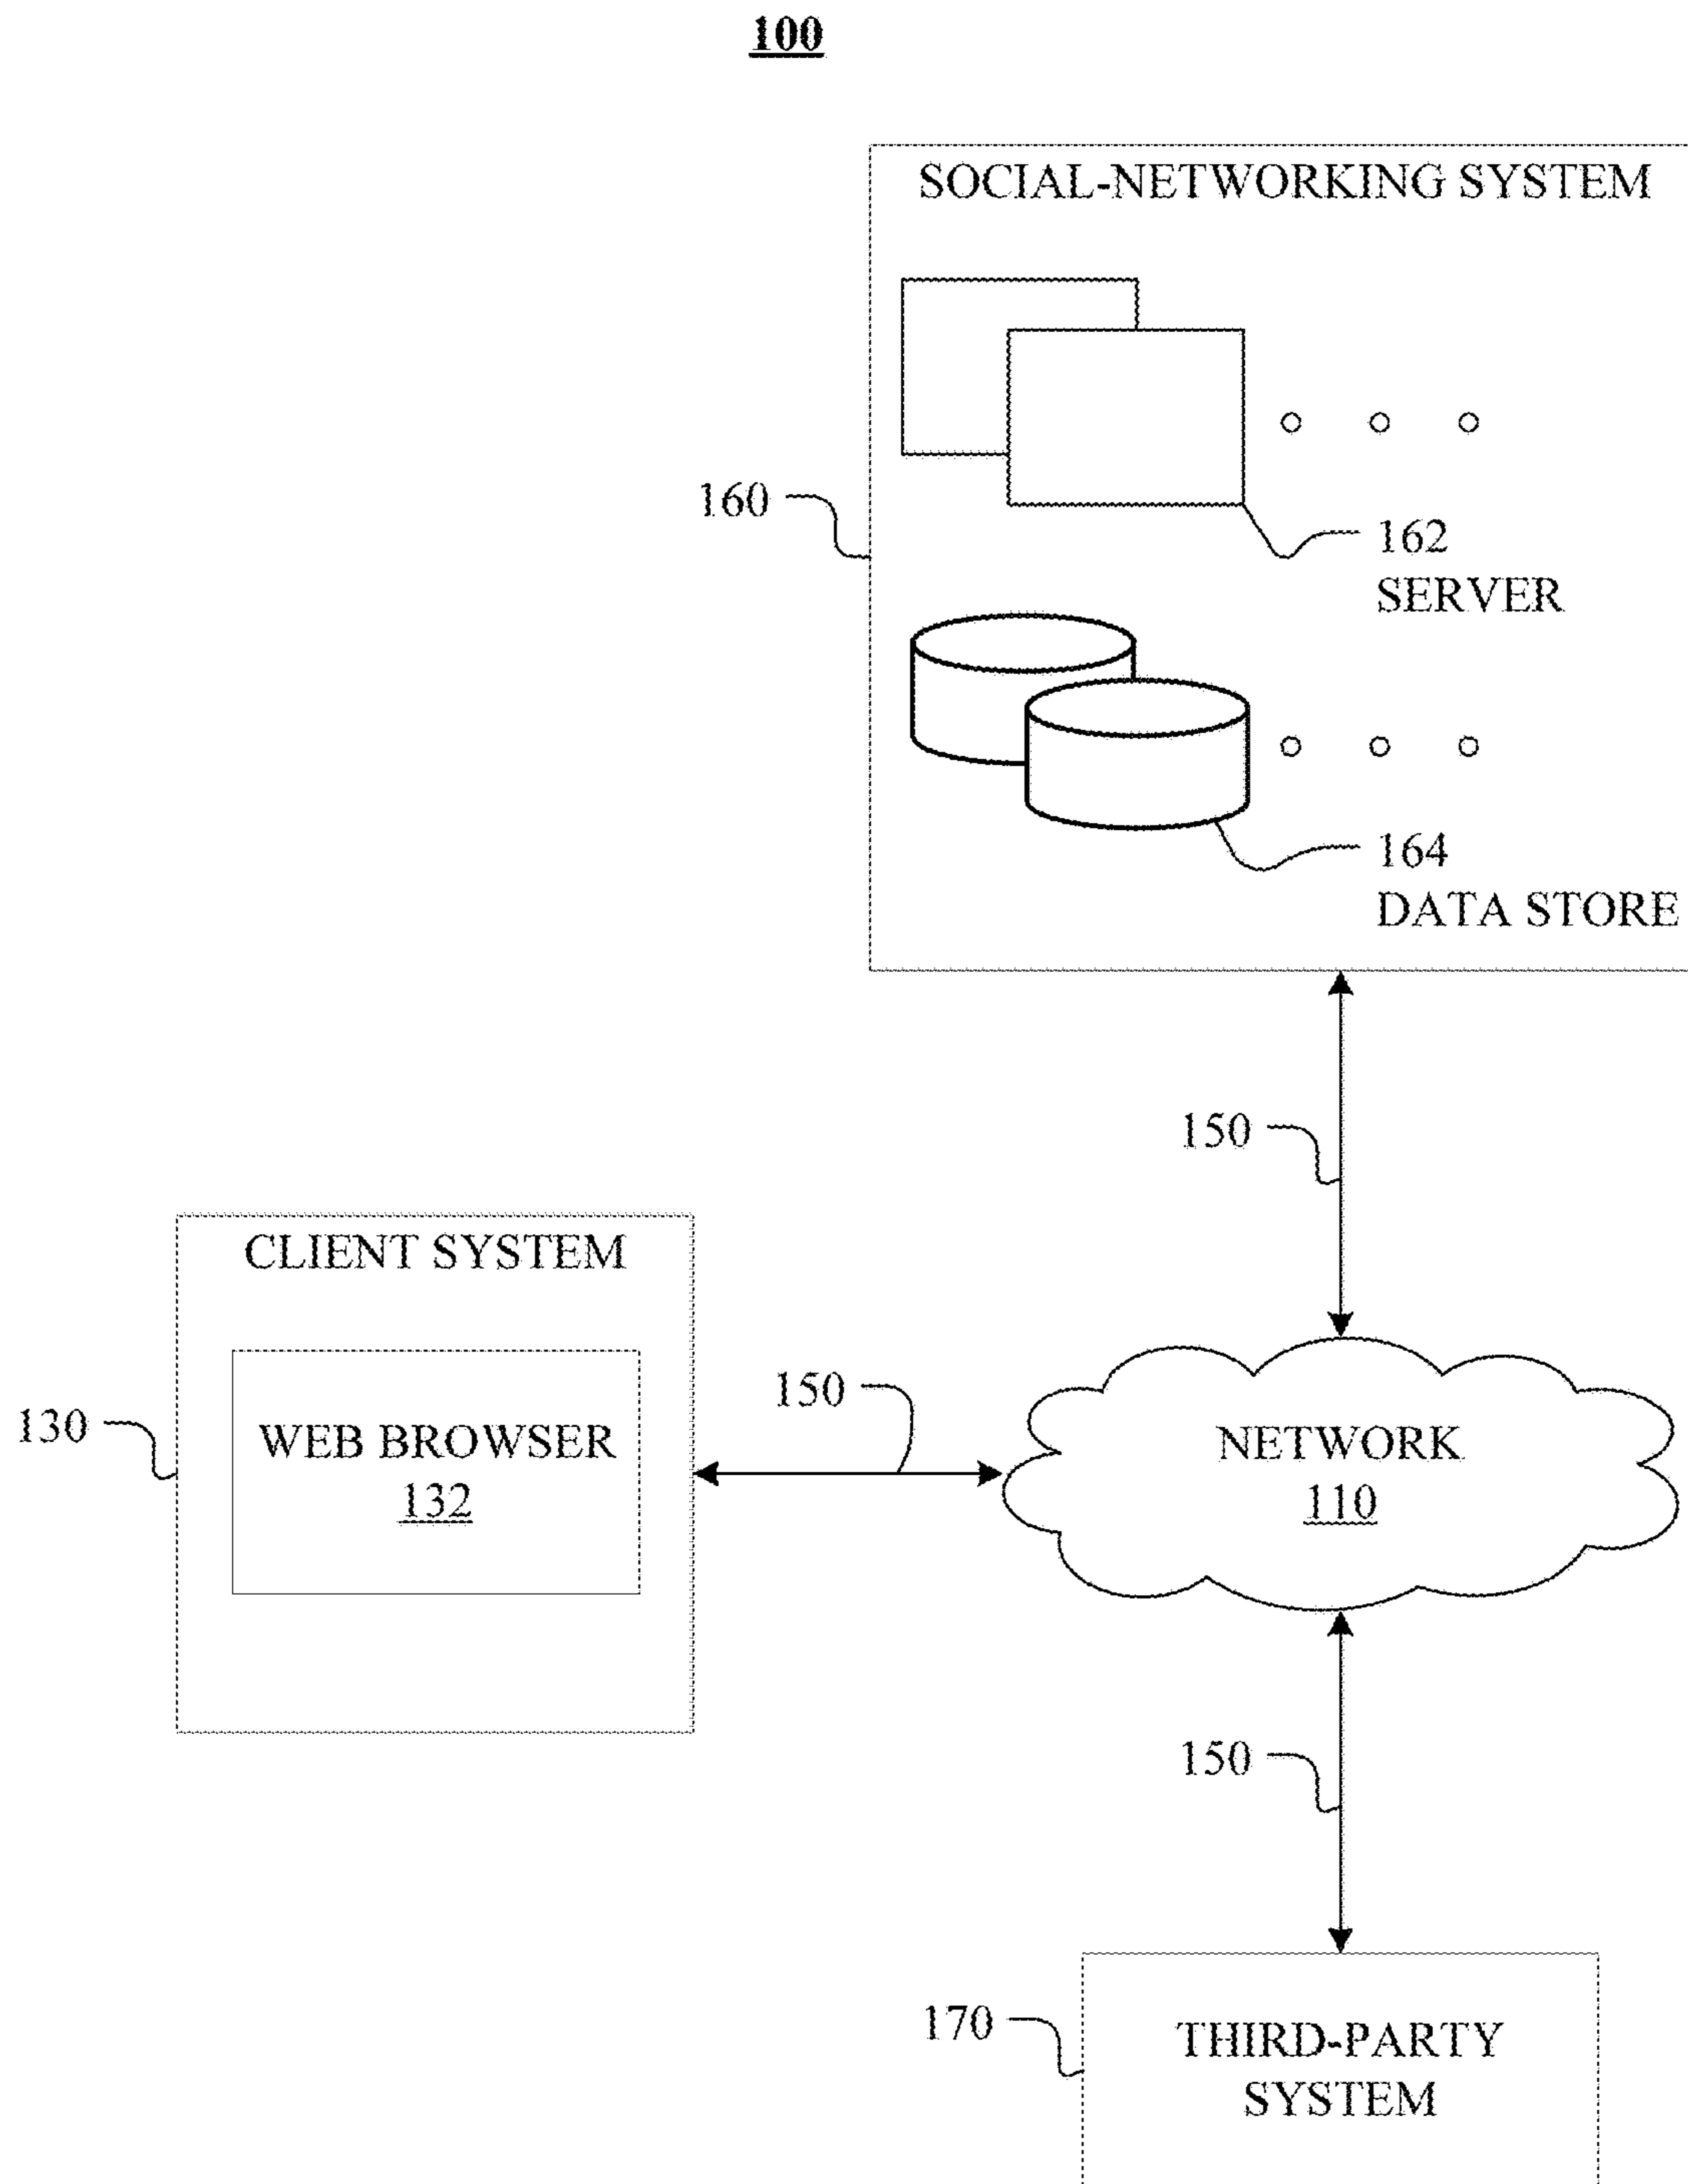 100
SOCIAL-NETWORKING SYSTEM
160
162
SERVER
164
DATA STORE
150
CLIENT SYSTEM
130
WEB BROWSER
132
150
NETWORK
110
150
170
THIRD-PARTY
SYSTEM